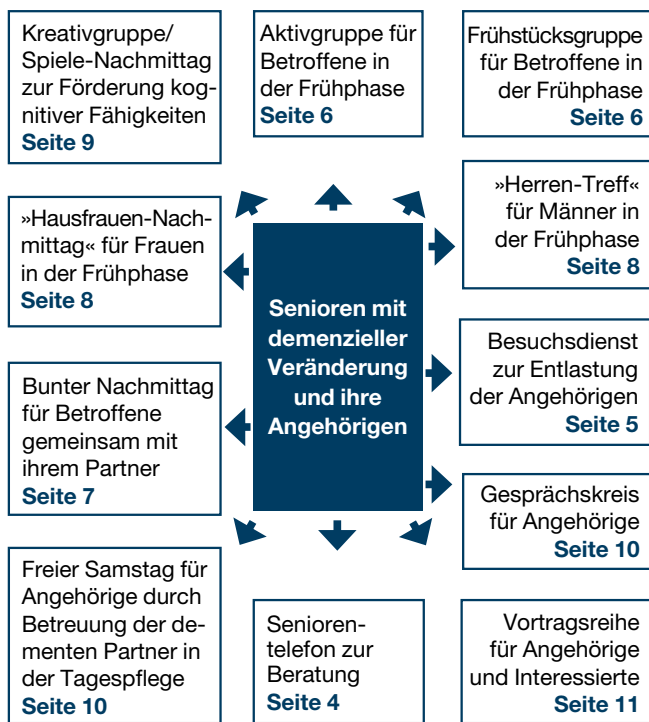 Kreativgruppe/
Spiele-Nachmittag
zur Förderung kog-
nitiver Fähigkeiten
Seite 9
Aktivgruppe für
Betroffene in
der Frühphase
Seite 6
Frühstücksgruppe
für Betroffene in
der Frühphase
Seite 6
»Hausfrauen-Nach-
mittag« für Frauen
in der Frühphase
Seite 8
»Herren-Treff«
für Männer in
der Frühphase
Seite 8
Senioren mit
demenzieller
Veränderung
und ihre
Angehörigen
Besuchsdienst
zur Entlastung
der Angehörigen
Seite 5
Bunter Nachmittag
für Betroffene
gemeinsam mit
ihrem Partner
Seite 7
Gesprächskreis
für Angehörige
Seite 10
Freier Samstag für
Angehörige durch
Betreuung der de-
menten Partner in
der Tagespflege
Seite 10
Senioren-
telefon zur
Beratung
Seite 4
Vortragsreihe
für Angehörige
und Interessierte
Seite 11